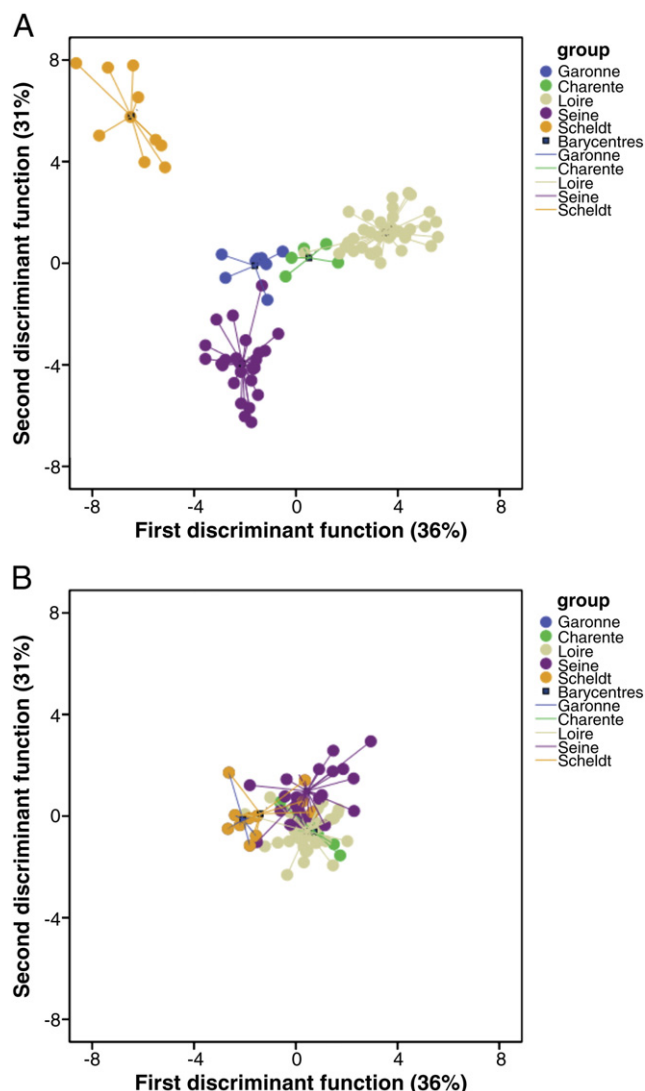 A
group
Garonne
Charente
Loire
Seine
Scheldt
Barycentres
Garonne
Charente
Loire
Seine
Scheldt
Second discriminant function (31%)
8
4
0
-4
-8
-8
-4
0
4
8
First discriminant function (36%)
B
group
Garonne
Charente
Loire
Seine
Scheldt
Barycentres
Garonne
Charente
Loire
Seine
Scheldt
Second discriminant function (31%)
8
4
0
-4
-8
-8
-4
0
4
8
First discriminant function (36%)